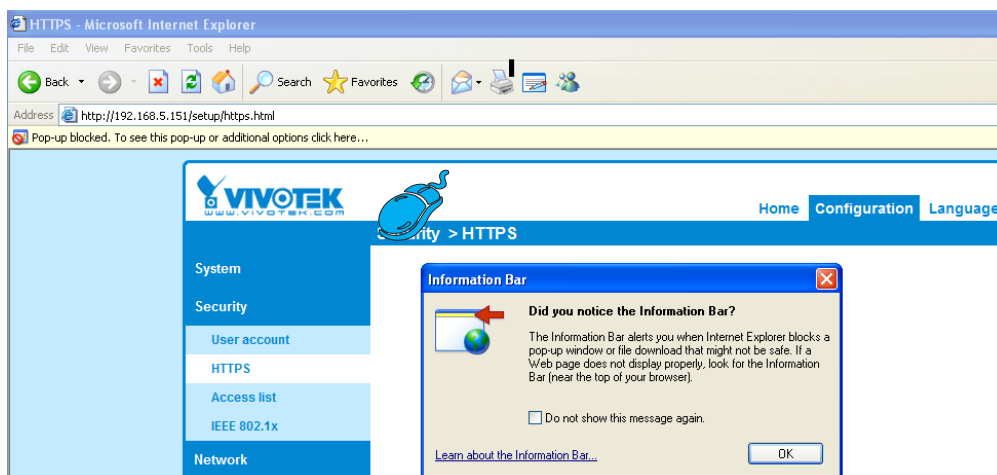 HTTPS - Microsoft Internet Explorer
File Edit View Favorites Tools Help
Back Search Favorites
Address http://192.168.5.151/setup/https.html
Pop-up blocked. To see this pop-up or additional options click here...
VIVOTEK
www.vivotek.com
Home Configuration Language
> HTTPS
System
Information Bar
Security
Did you notice the Information Bar?
The Information Bar alerts you when Internet Explorer blocks a
pop-up window or file download that might not be safe. If a
Web page does not display properly, look for the Information
Bar (near the top of your browser).
User account
HTTPS
Access list
Do not show this message again.
IEEE 802.1x
Network
Learn about the Information Bar...
OK